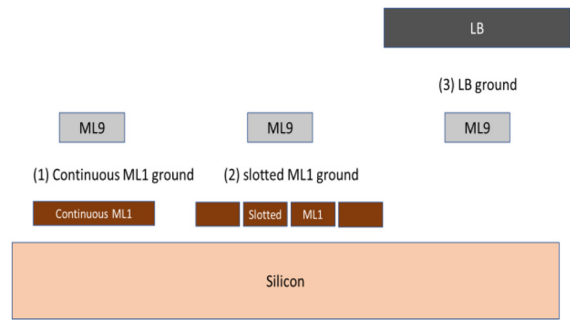 LB
(3) LB ground
ML9 ML9 ML9
(1) Continuous ML1 ground (2) slotted ML1 ground
Continuous ML1 Slotted ML1
Silicon